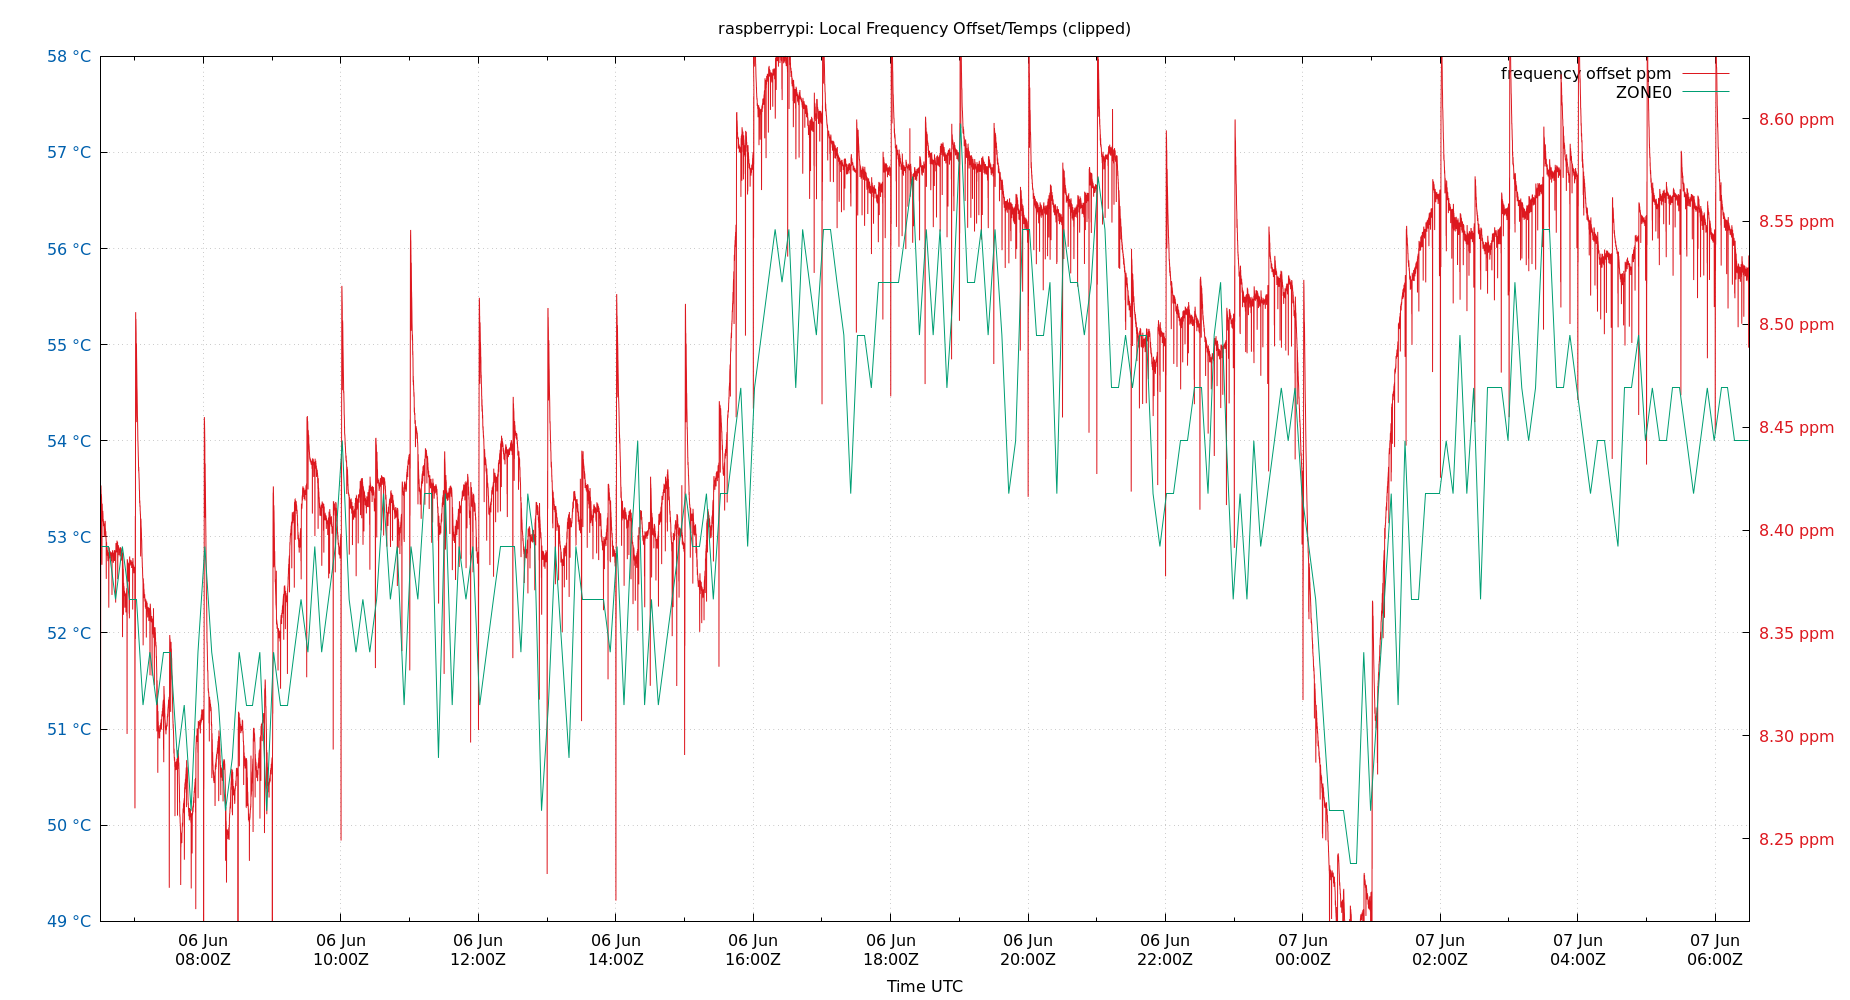 raspberrypi: Local Frequency Offset/Temps (clipped)
frequency offset ppm
ZONE0
58 °C
57 °C
56 °C
55 °C
54 °C
53 °C
52 °C
51 °C
50 °C
49 °C
8.60 ppm
8.55 ppm
8.50 ppm
8.45 ppm
8.40 ppm
8.35 ppm
8.30 ppm
8.25 ppm
06 Jun
08:00Z
06 Jun
10:00Z
06 Jun
12:00Z
06 Jun
14:00Z
06 Jun
16:00Z
06 Jun
18:00Z
06 Jun
20:00Z
06 Jun
22:00Z
07 Jun
00:00Z
07 Jun
02:00Z
07 Jun
04:00Z
07 Jun
06:00Z
Time UTC